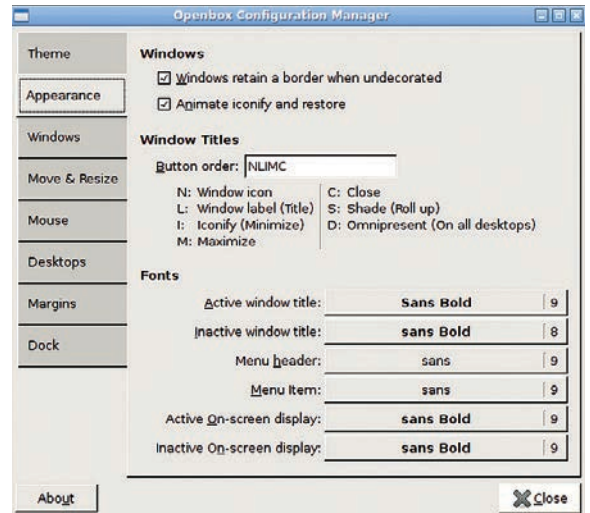 Openbox Configuration Manager
Theme
Appearance
Windows
Move & Resize
Mouse
Desktops
Margins
Dock
Windows
Windows retain a border when undecorated
Animate iconify and restore
Window Titles
Button order: NLIMC
N: Window icon
L: Window label (Title)
I: Iconify (Minimize)
M: Maximize
C: Close
S: Shade (Roll up)
D: Omnipresent (On all desktops)
Fonts
Active window title: Sans Bold 9
Inactive window title: sans Bold 8
Menu header: sans 9
Menu Item: sans 9
Active On-screen display: sans Bold 9
Inactive On-screen display: sans Bold 9
About
Close